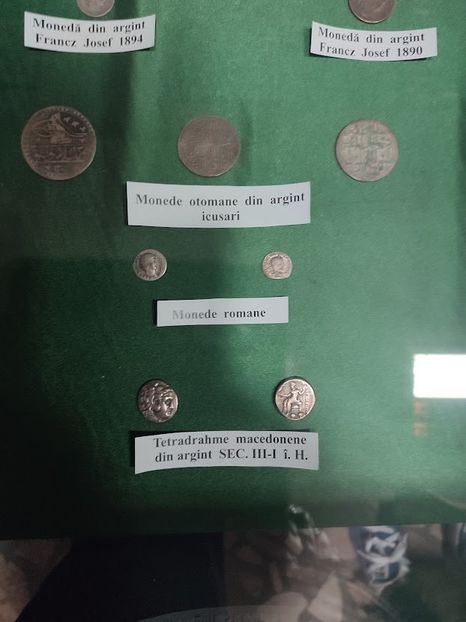 Monedă din argint
Francz Josef 1894
Monedă din argint
Francz Josef 1890
Monede otomane din argint
icusari
Monede romane
Tetradrahme macedonene
din argint SEC. III-I î. H.